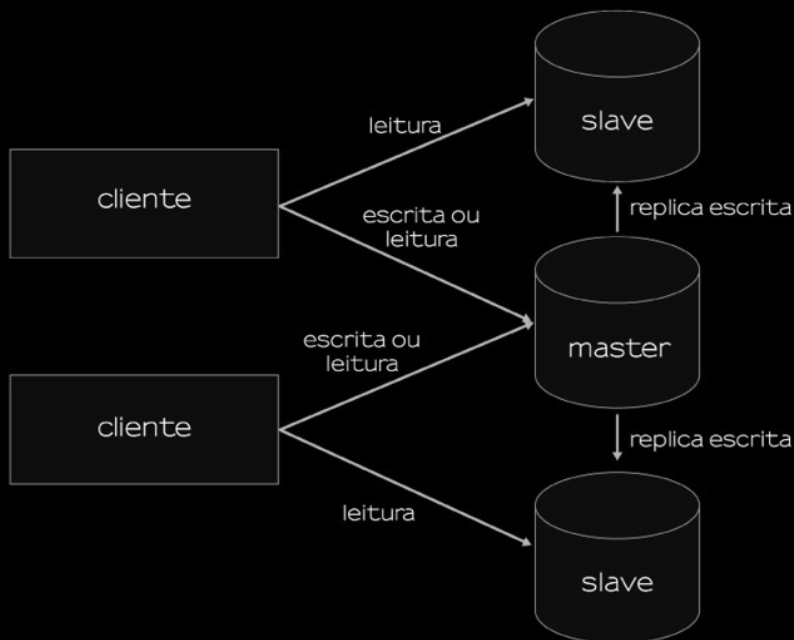 slave
leitura
cliente
replica escrita
escrita ou
leitura
escrita ou
leitura
master
cliente
replica escrita
leitura
slave